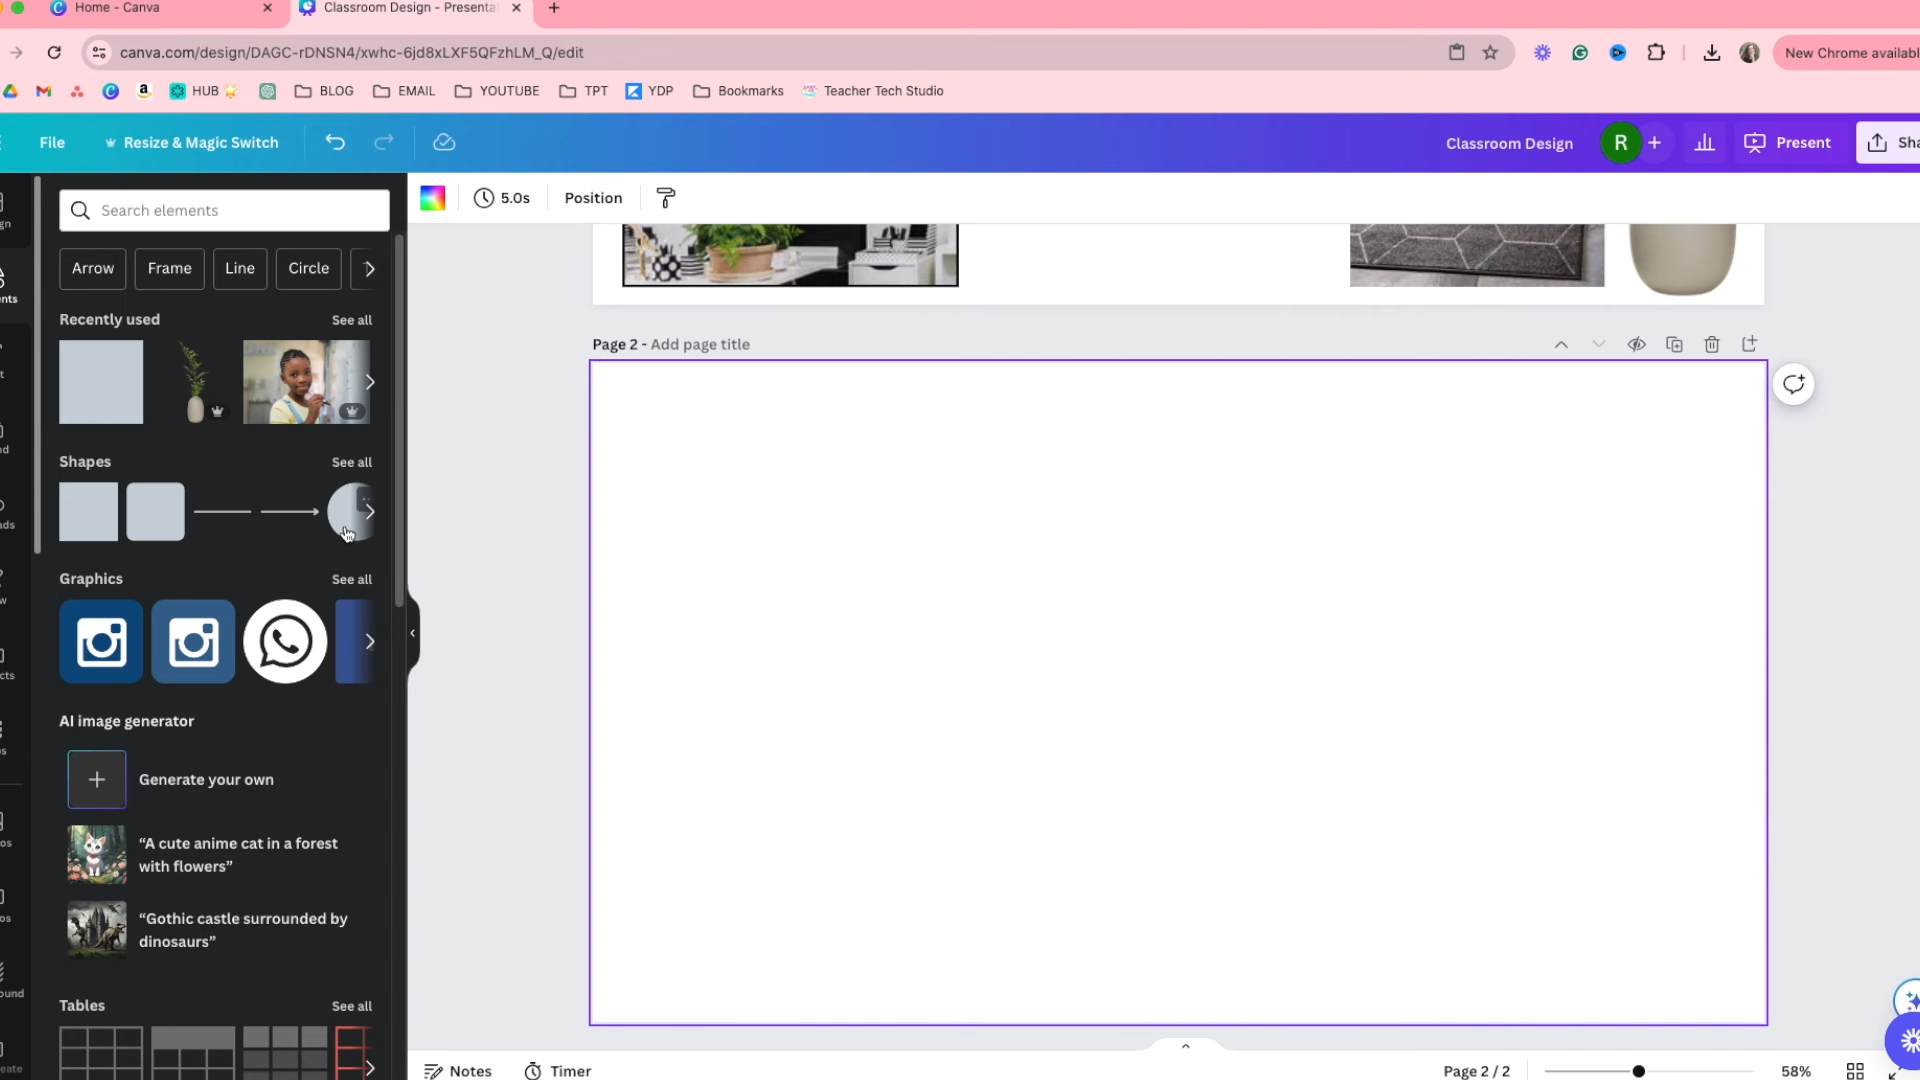 Home - Canva
Classroom Design - Presenta
canva.com/design/DAGC-rDNSN4/xwhc-6jd8xLXF5QFzhLM_Q/edit
New Chrome availabl
HUB
BLOG
EMAIL
YOUTUBE
TPT
YDP
Bookmarks
Teacher Tech Studio
File
Resize & Magic Switch
Classroom Design
R
Present
Sha
Search elements
5.0s
Position
Arrow
Frame
Line
Circle
Recently used
See all
Page 2 - Add page title
Shapes
See all
Graphics
See all
AI image generator
Generate your own
“A cute anime cat in a forest
with flowers”
“Gothic castle surrounded by
dinosaurs”
Tables
See all
Notes
Timer
Page 2 / 2
58%